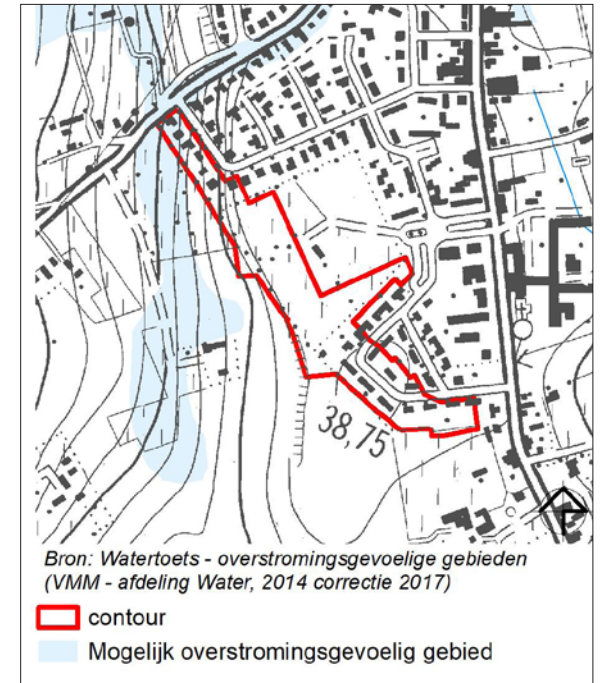 38,75
Bron: Watertoets - overstromingsgevoelige gebieden
(VMM - afdeling Water, 2014 correctie 2017)
contour
Mogelijk overstromingsgevoelig gebied